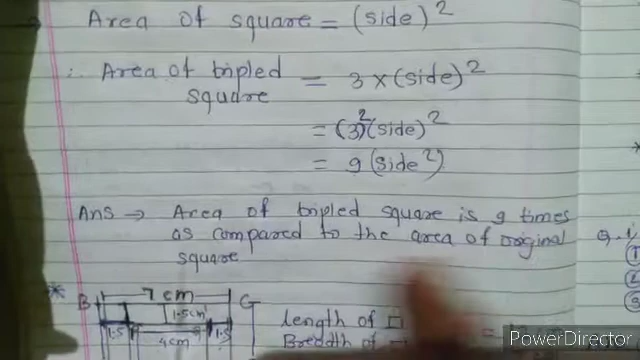 Area of square = (side)²
∴ Area of tripled square = 3 × (side)²
= (3)²(side)²
= 9 (side²)
Ans → Area of tripled square is 9 times
as compared to the area of original
square
7 cm
B G
1.5cm
1.5 1.5
4cm
Length of □
Breadth of
PowerDirector